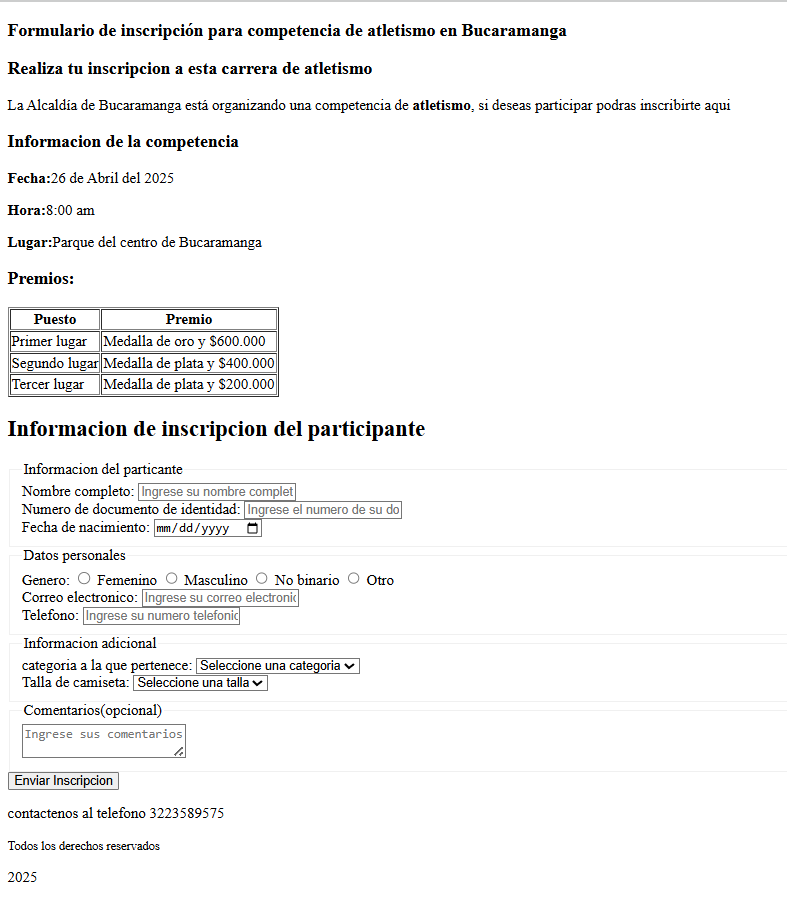 Formulario de inscripción para competencia de atletismo en Bucaramanga
Realiza tu inscripcion a esta carrera de atletismo
La Alcaldía de Bucaramanga está organizando una competencia de atletismo, si deseas participar podras inscribirte aqui
Informacion de la competencia
Fecha:26 de Abril del 2025
Hora:8:00 am
Lugar:Parque del centro de Bucaramanga
Premios:
Puesto Premio
Primer lugar Medalla de oro y $600.000
Segundo lugar Medalla de plata y $400.000
Tercer lugar Medalla de plata y $200.000
Informacion de inscripcion del participante
Informacion del particante
Nombre completo: Ingrese su nombre complet
Numero de documento de identidad: Ingrese el numero de su do
Fecha de nacimiento: mm/dd/yyyy
Datos personales
Genero: Femenino Masculino No binario Otro
Correo electronico: Ingrese su correo electronic
Telefono: Ingrese su numero telefonic
Informacion adicional
categoria a la que pertenece: Seleccione una categoria
Talla de camiseta: Seleccione una talla
Comentarios(opcional)
Ingrese sus comentarios
Enviar Inscripcion
contactenos al telefono 3223589575
Todos los derechos reservados
2025